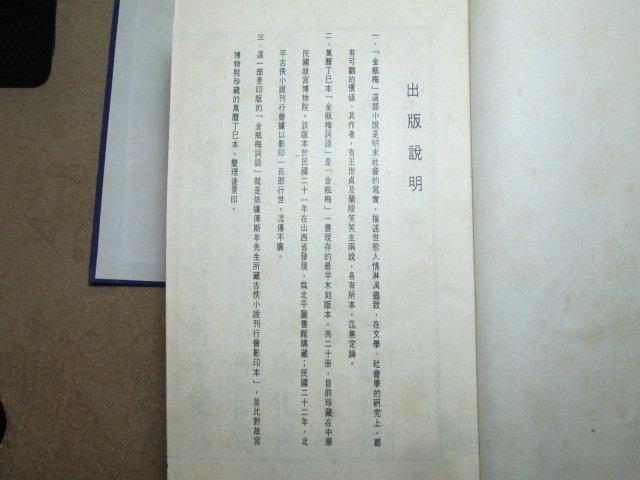 出版說明
一、「金瓶梅」這部小說是明末社會的寫實，描述世態人情淋漓盡致，在文學、社會學的研究上，都
有可觀的價值。其作者，有王世貞及蘭陵笑笑生兩說，各有所本，迄無定論。
二、萬曆丁巳本「金瓶梅詞話」是「金瓶梅」一書現存的最早木刻版本，共二十冊，目前珍藏在中華
民國故宮博物院，該版本於民國二十一年在山西省發現，爲北平圖書館購藏；民國二十二年，北
平古佚小說刊行會據以影印一百部行世，流傳不廣。
三、這一部景印版的「金瓶梅詞話」就是依據傅斯年先生所藏古佚小說刊行會影印本」，並比對故宮
博物院珍藏的萬曆丁巳本，整理後景印。